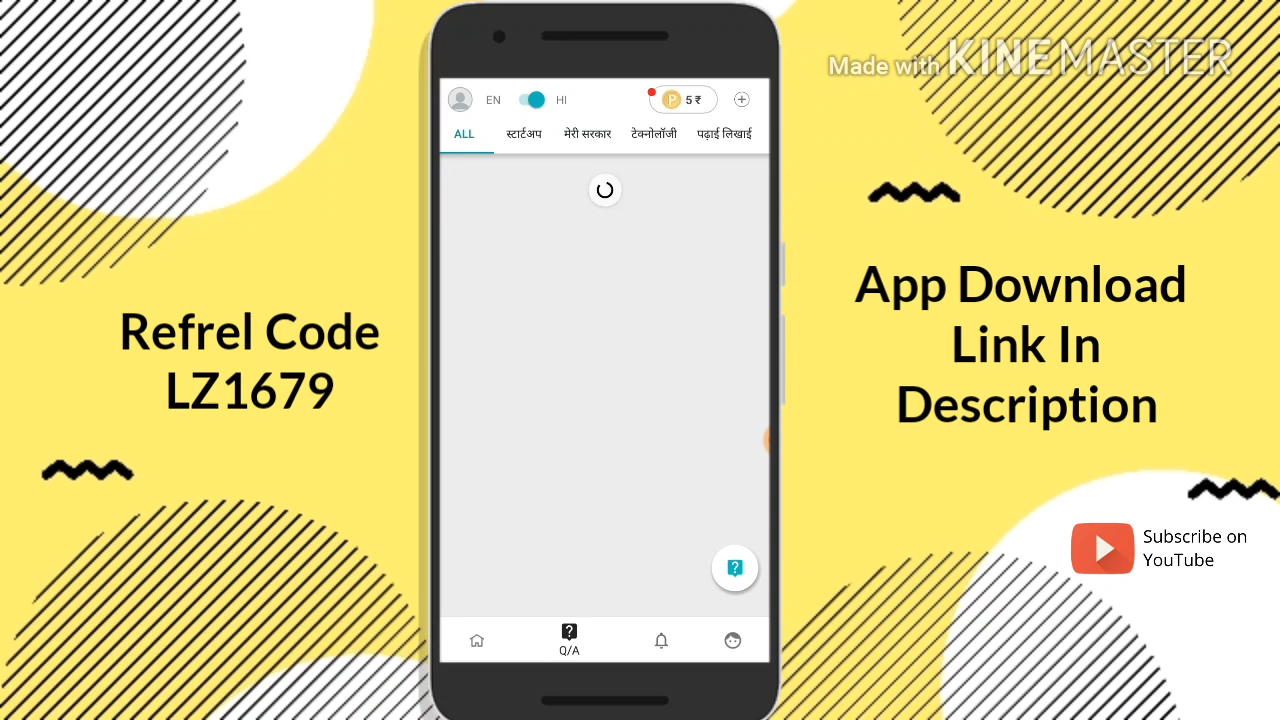 Made with KINEMASTER
EN HI P 5 ₹
ALL स्टार्टअप मेरी सरकार टेक्नोलॉजी पढ़ाई लिखाई
Refrel Code
LZ1679
App Download
Link In
Description
Subscribe on
YouTube
?
?
Q/A